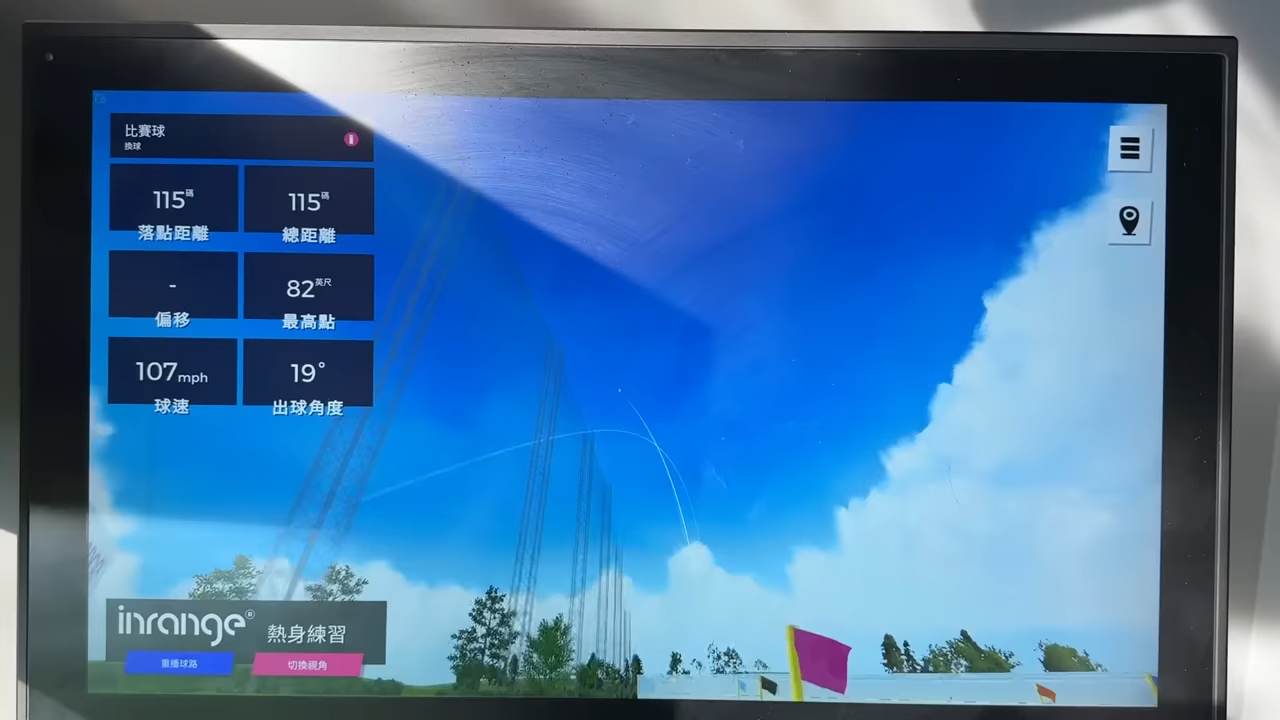 比賽球
換球
115碼
落點距離
115碼
總距離
-
偏移
82英尺
最高點
107mph
球速
19°
出球角度
inrange®
熱身練習
重播球路
切換視角